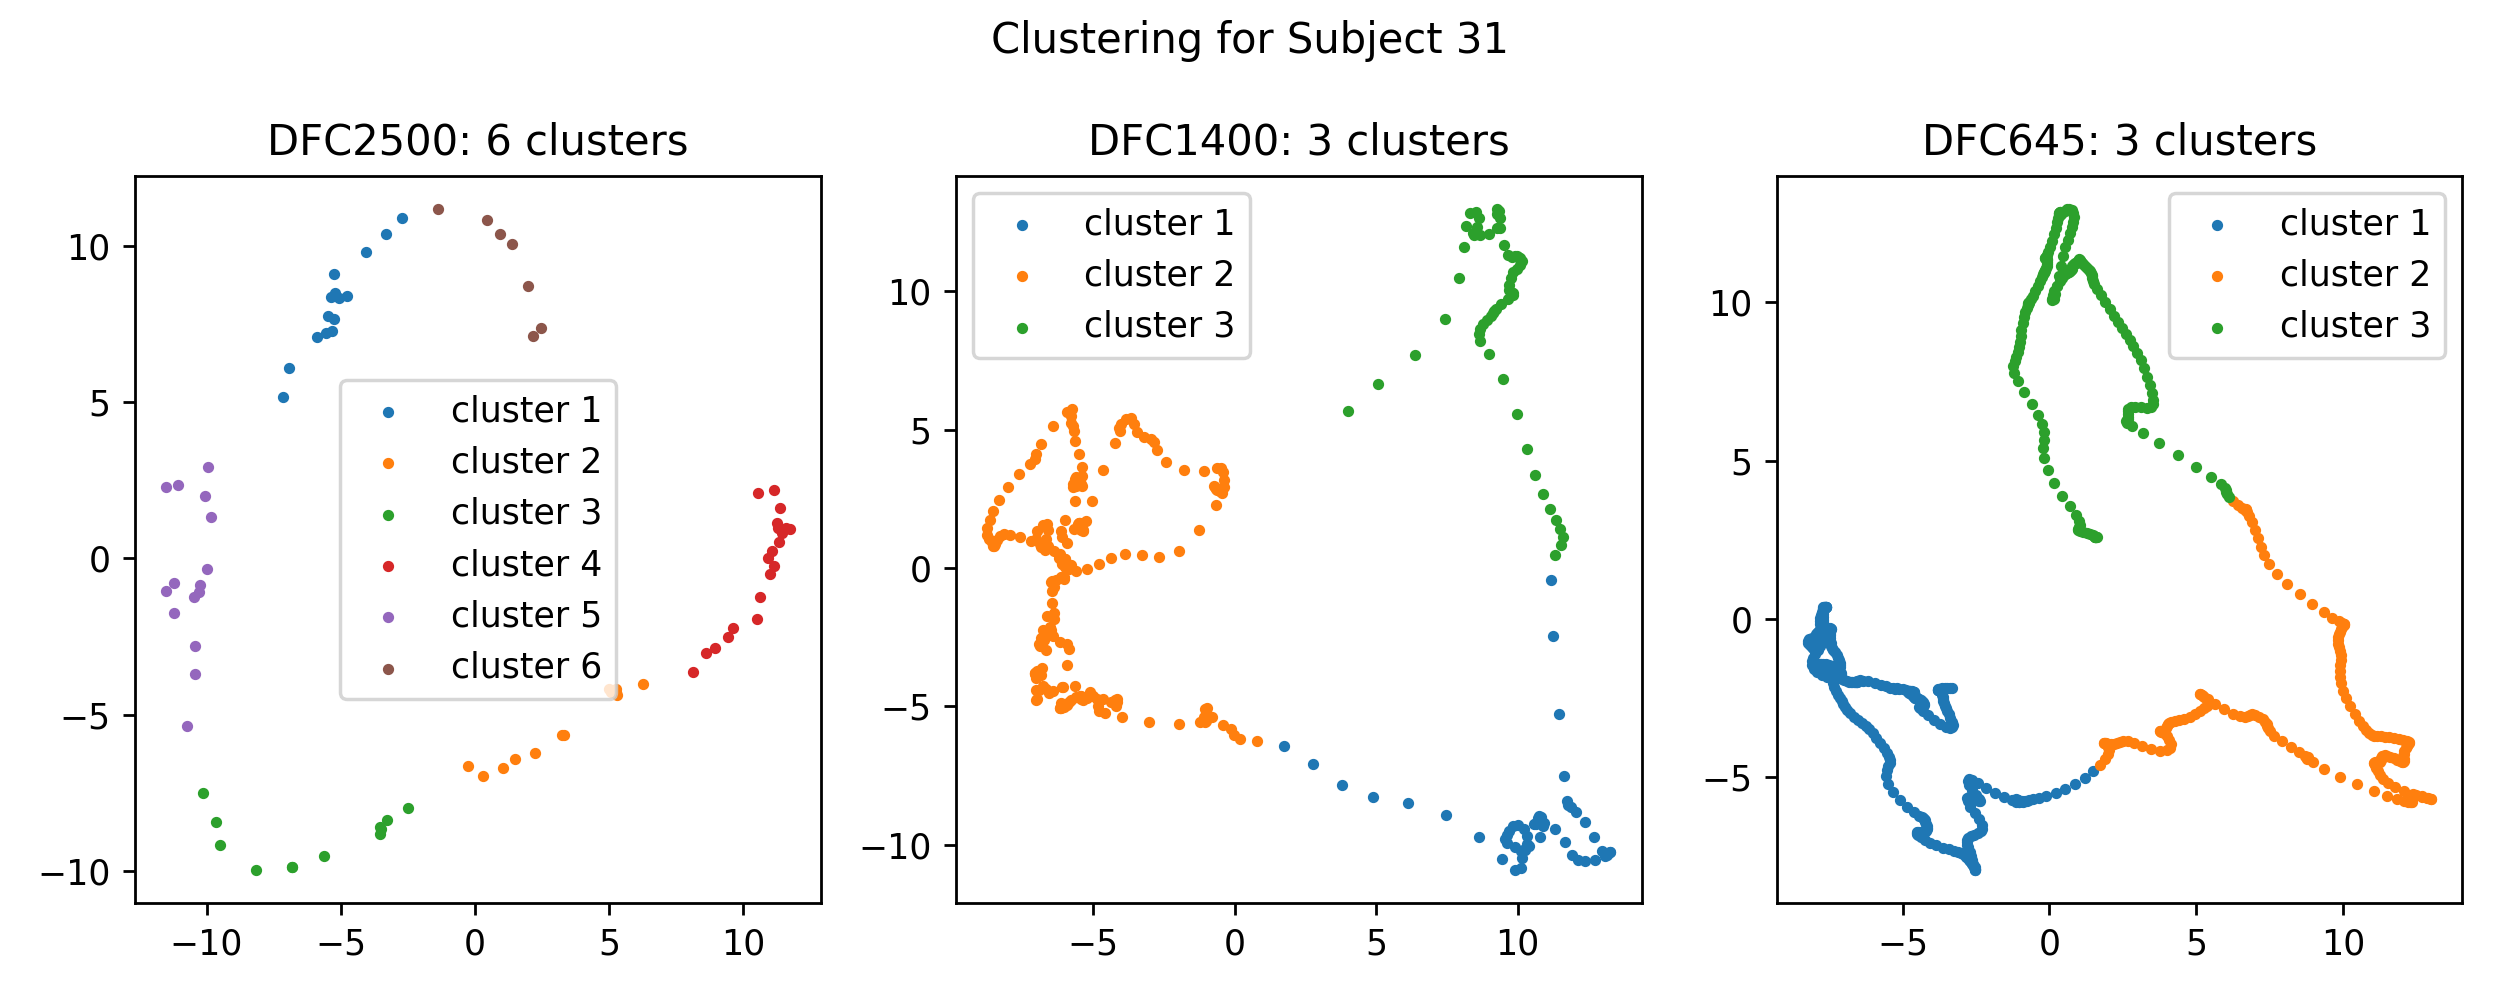 Clustering for Subject 31
DFC2500: 6 clusters
10
5
0
−5
−10
−10
−5
0
5
10
cluster 1
cluster 2
cluster 3
cluster 4
cluster 5
cluster 6
DFC1400: 3 clusters
10
5
0
−5
−10
−5
0
5
10
cluster 1
cluster 2
cluster 3
DFC645: 3 clusters
10
5
0
−5
−5
0
5
10
cluster 1
cluster 2
cluster 3